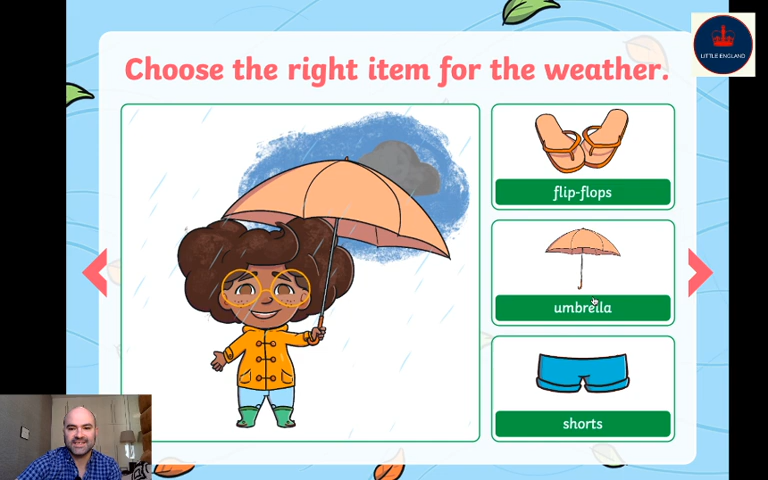 LITTLE ENGLAND
Choose the right item for the weather.
flip-flops
umbrella
shorts